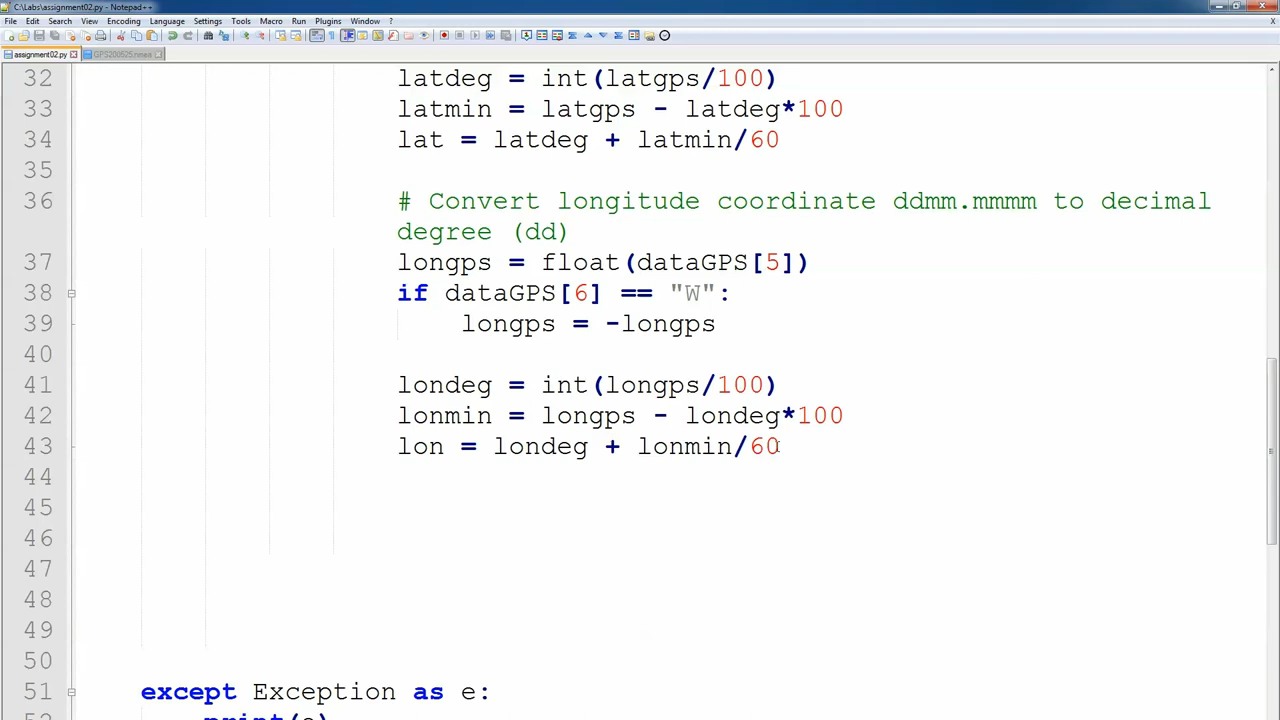 C:\Labs\assignment02.py - Notepad++
File Edit Search View Encoding Language Settings Tools Macro Run Plugins Window ? X
assignment02.py GPS200525.nmea
32 latdeg = int(latgps/100)
33 latmin = latgps - latdeg*100
34 lat = latdeg + latmin/60
35
36 # Convert longitude coordinate ddmm.mmmm to decimal
degree (dd)
37 longps = float(dataGPS[5])
38 if dataGPS[6] == "W":
39 longps = -longps
40
41 londeg = int(longps/100)
42 lonmin = longps - londeg*100
43 lon = londeg + lonmin/60
44
45
46
47
48
49
50
51 except Exception as e:
52 print(e)